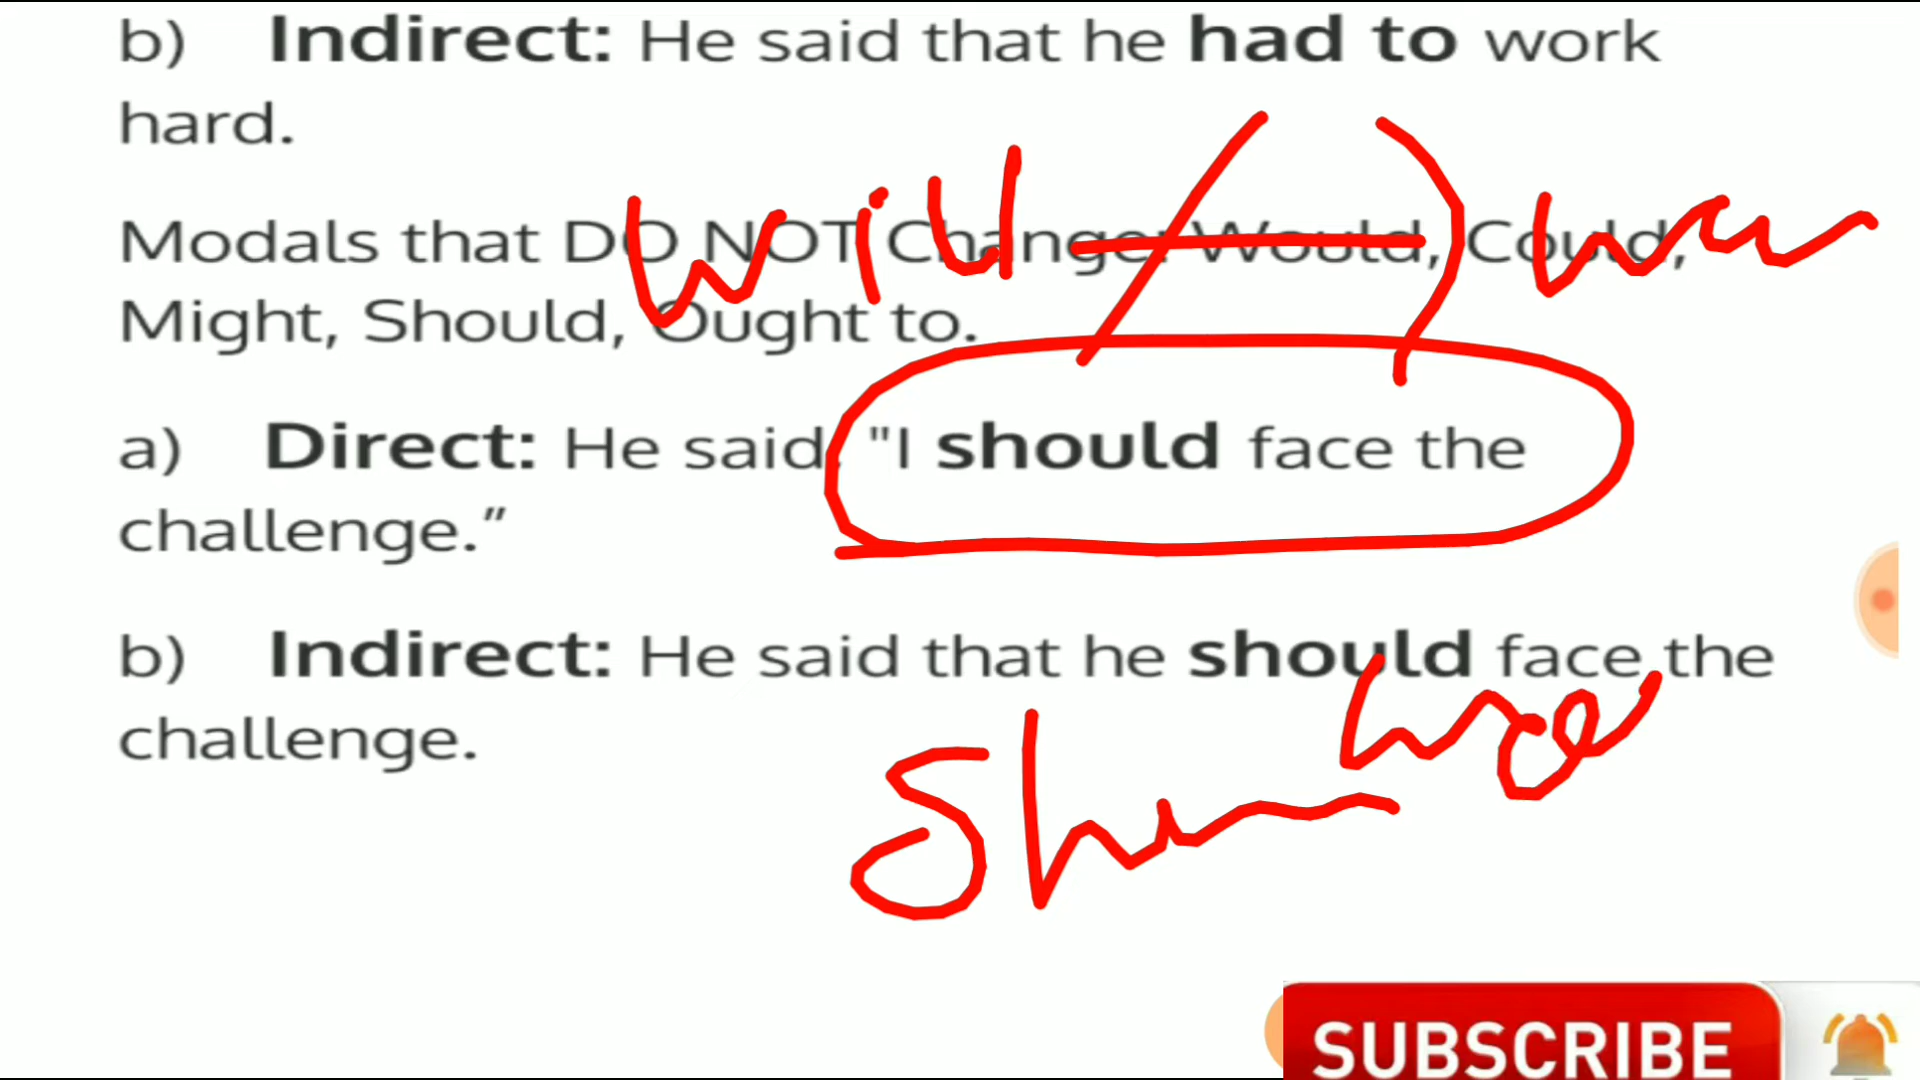 b) Indirect: He said that he had to work
hard.
will
Modals that DO NOT Change: Would, Could,
Might, Should, Ought to.
a) Direct: He said, "I should face the
challenge.”
b) Indirect: He said that he should face the
challenge.
SUBSCRIBE